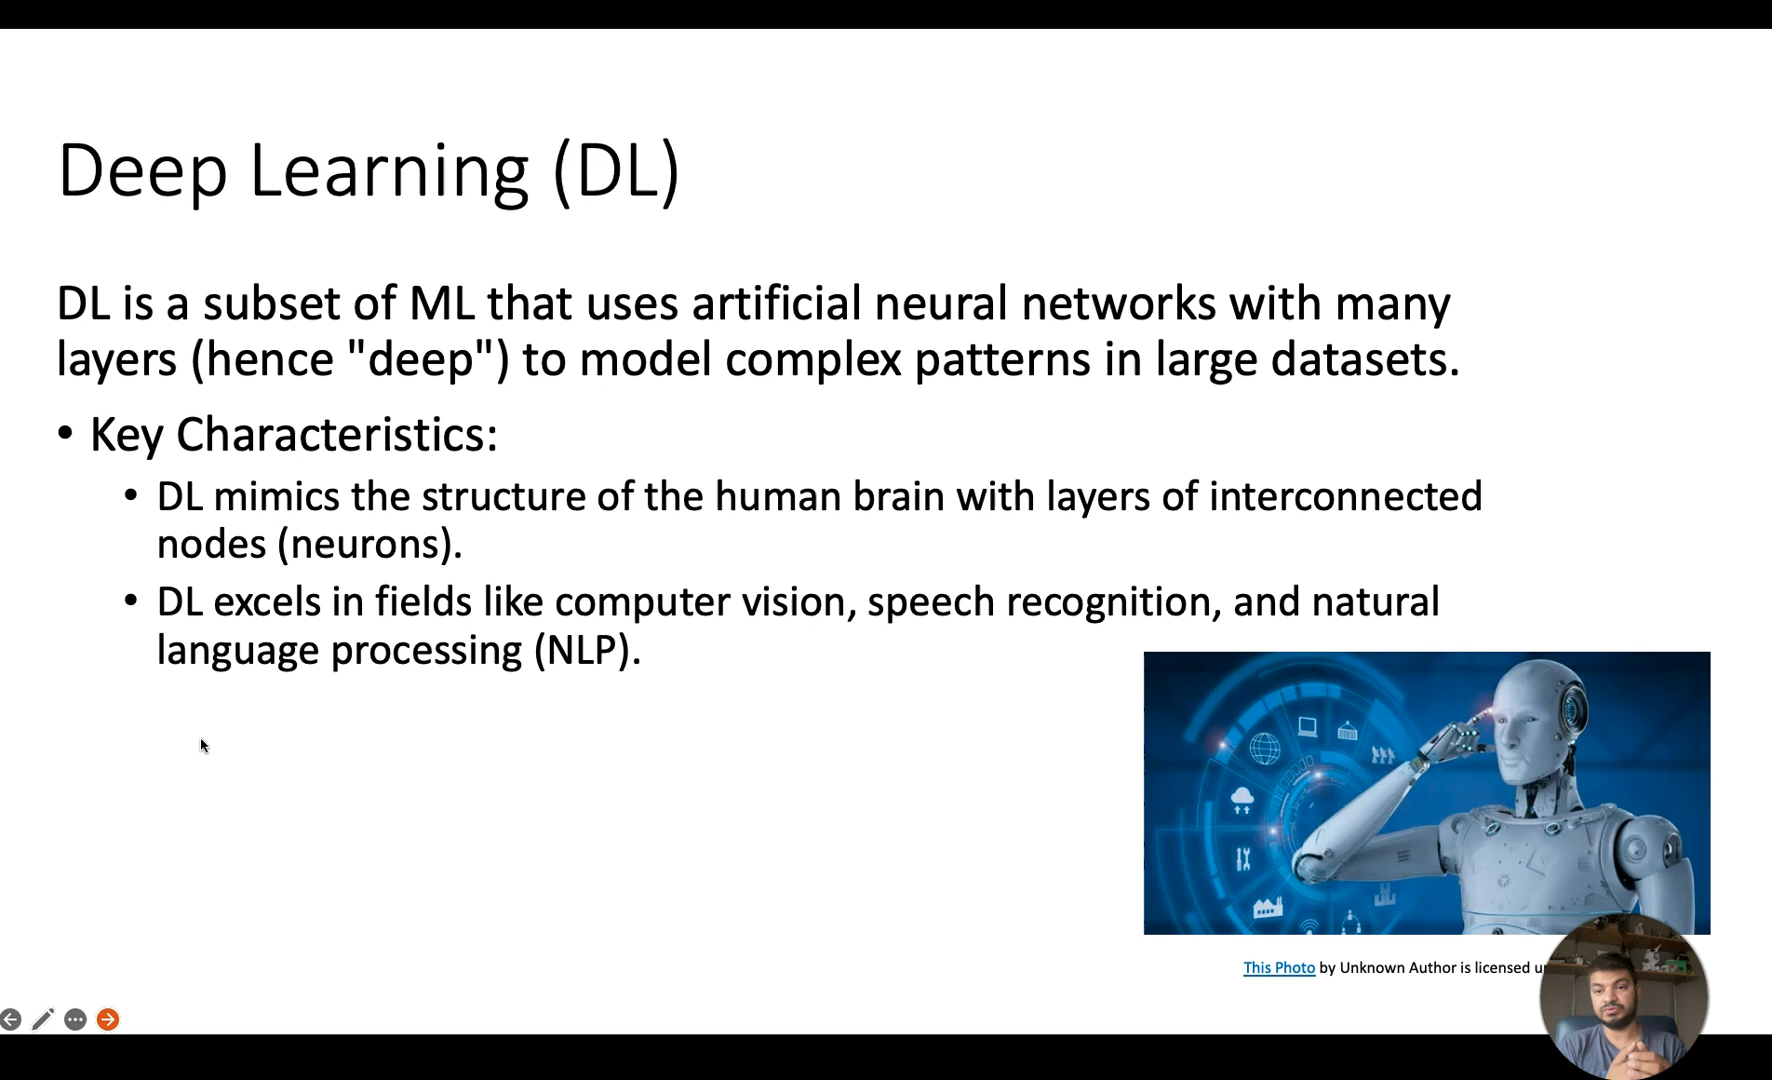 Deep Learning (DL)
DL is a subset of ML that uses artificial neural networks with many
layers (hence "deep") to model complex patterns in large datasets.
• Key Characteristics:
• DL mimics the structure of the human brain with layers of interconnected
nodes (neurons).
• DL excels in fields like computer vision, speech recognition, and natural
language processing (NLP).
This Photo by Unknown Author is licensed